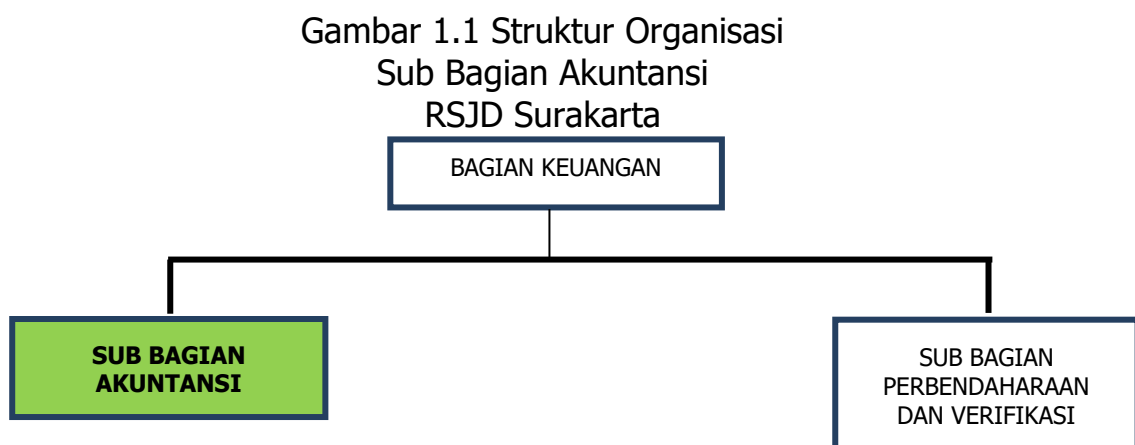 Gambar 1.1 Struktur Organisasi
Sub Bagian Akuntansi
RSJD Surakarta
BAGIAN KEUANGAN
SUB BAGIAN
AKUNTANSI
SUB BAGIAN
PERBENDAHARAAN
DAN VERIFIKASI